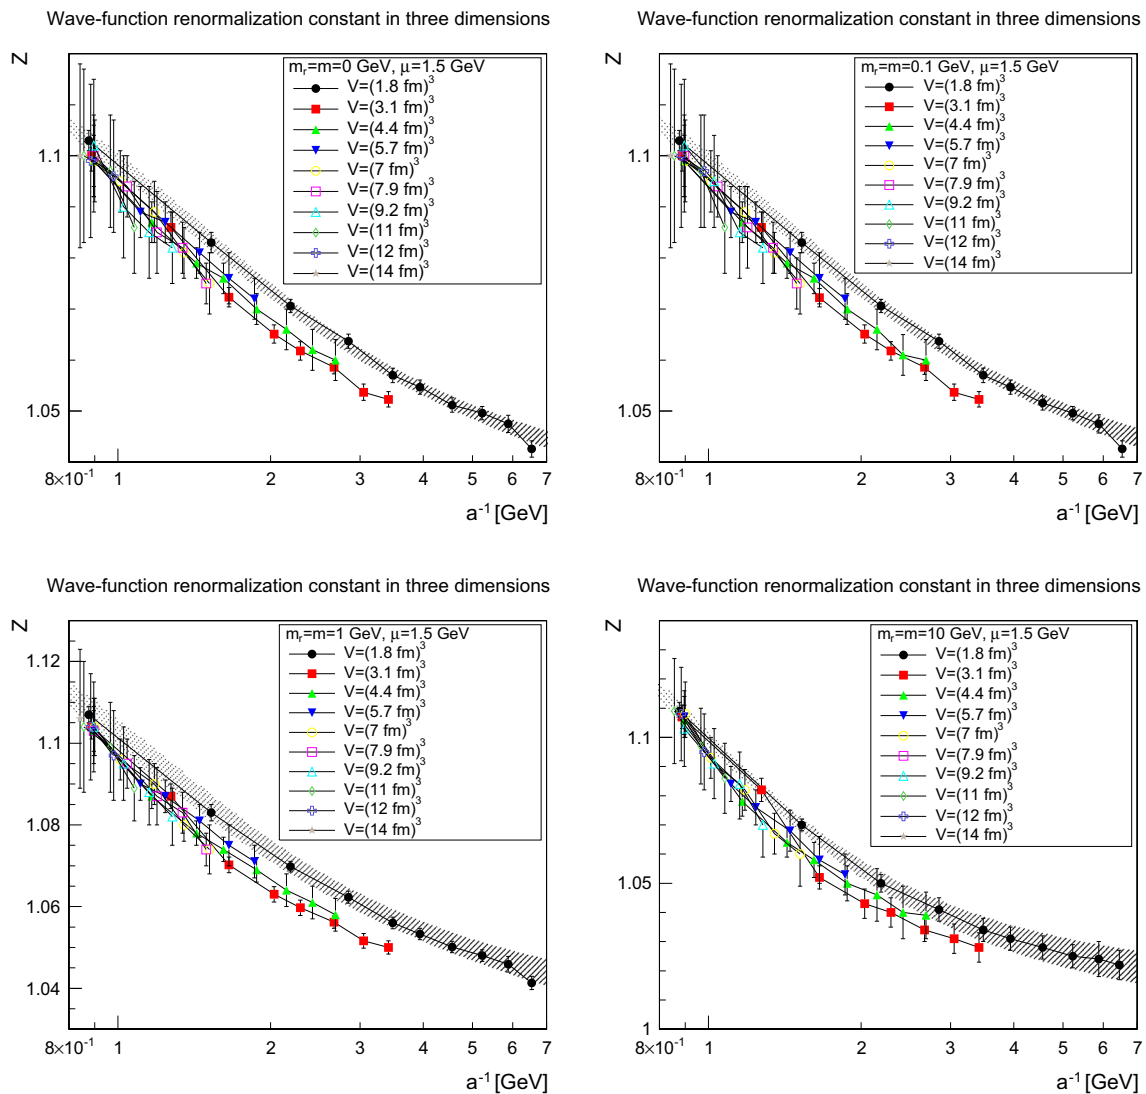 Wave-function renormalization constant in three dimensions
Z
m_r=m=0 GeV, μ=1.5 GeV
V=(1.8 fm)^3
V=(3.1 fm)^3
V=(4.4 fm)^3
V=(5.7 fm)^3
V=(7 fm)^3
V=(7.9 fm)^3
V=(9.2 fm)^3
V=(11 fm)^3
V=(12 fm)^3
V=(14 fm)^3
1.1
1.05
8×10^-1 1 2 3 4 5 6 7
a^-1 [GeV]
Wave-function renormalization constant in three dimensions
Z
m_r=m=0.1 GeV, μ=1.5 GeV
V=(1.8 fm)^3
V=(3.1 fm)^3
V=(4.4 fm)^3
V=(5.7 fm)^3
V=(7 fm)^3
V=(7.9 fm)^3
V=(9.2 fm)^3
V=(11 fm)^3
V=(12 fm)^3
V=(14 fm)^3
1.1
1.05
8×10^-1 1 2 3 4 5 6 7
a^-1 [GeV]
Wave-function renormalization constant in three dimensions
Z
m_r=m=1 GeV, μ=1.5 GeV
V=(1.8 fm)^3
V=(3.1 fm)^3
V=(4.4 fm)^3
V=(5.7 fm)^3
V=(7 fm)^3
V=(7.9 fm)^3
V=(9.2 fm)^3
V=(11 fm)^3
V=(12 fm)^3
V=(14 fm)^3
1.12
1.1
1.08
1.06
1.04
8×10^-1 1 2 3 4 5 6 7
a^-1 [GeV]
Wave-function renormalization constant in three dimensions
Z
m_r=m=10 GeV, μ=1.5 GeV
V=(1.8 fm)^3
V=(3.1 fm)^3
V=(4.4 fm)^3
V=(5.7 fm)^3
V=(7 fm)^3
V=(7.9 fm)^3
V=(9.2 fm)^3
V=(11 fm)^3
V=(12 fm)^3
V=(14 fm)^3
1.1
1.05
1
8×10^-1 1 2 3 4 5 6 7
a^-1 [GeV]